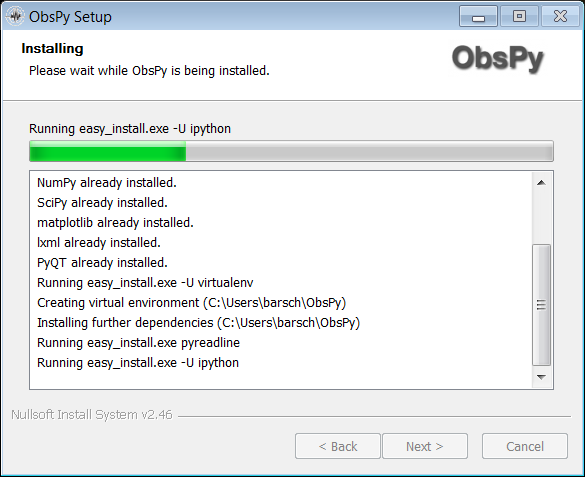 ObsPy Setup
Installing
Please wait while ObsPy is being installed.
ObsPy
Running easy_install.exe -U ipython
NumPy already installed.
SciPy already installed.
matplotlib already installed.
lxml already installed.
PyQT already installed.
Running easy_install.exe -U virtualenv
Creating virtual environment (C:\Users\barsch\ObsPy)
Installing further dependencies (C:\Users\barsch\ObsPy)
Running easy_install.exe pyreadline
Running easy_install.exe -U ipython
Nullsoft Install System v2.46
< Back
Next >
Cancel